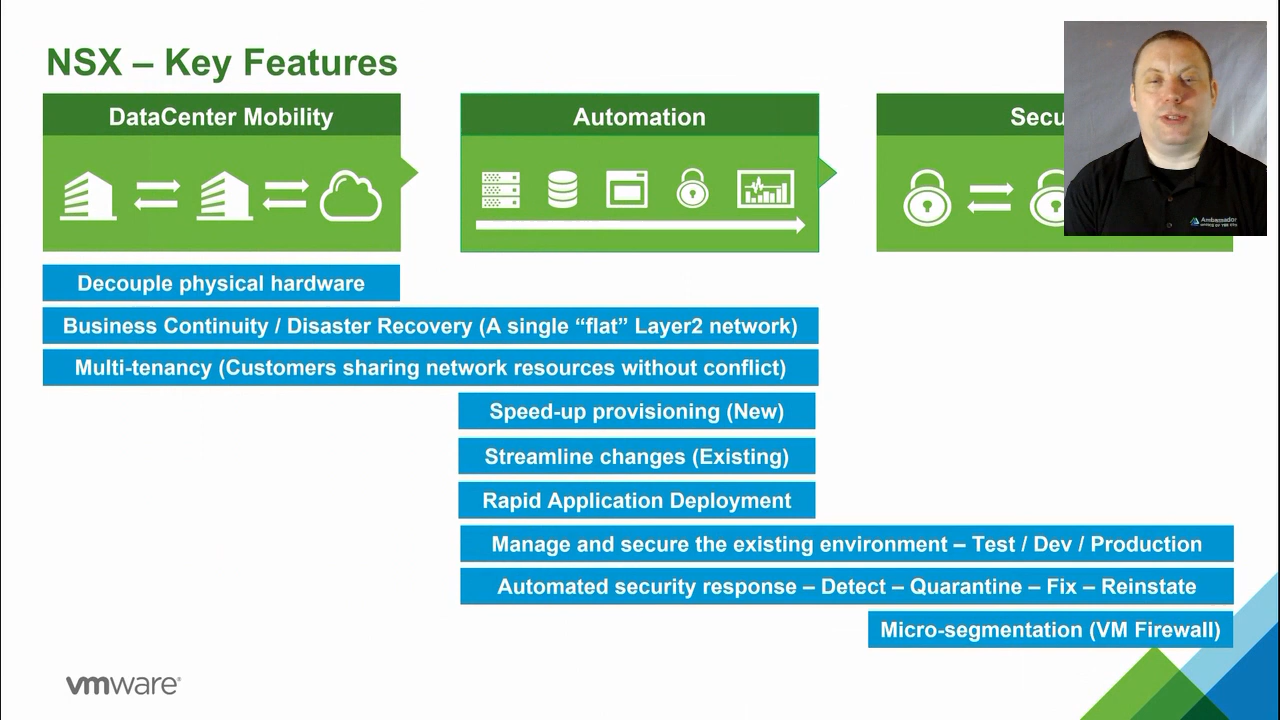 NSX – Key Features
DataCenter Mobility
Automation
Secu
Ambassador
Decouple physical hardware
Business Continuity / Disaster Recovery (A single “flat” Layer2 network)
Multi-tenancy (Customers sharing network resources without conflict)
Speed-up provisioning (New)
Streamline changes (Existing)
Rapid Application Deployment
Manage and secure the existing environment – Test / Dev / Production
Automated security response – Detect – Quarantine – Fix – Reinstate
Micro-segmentation (VM Firewall)
vmware®